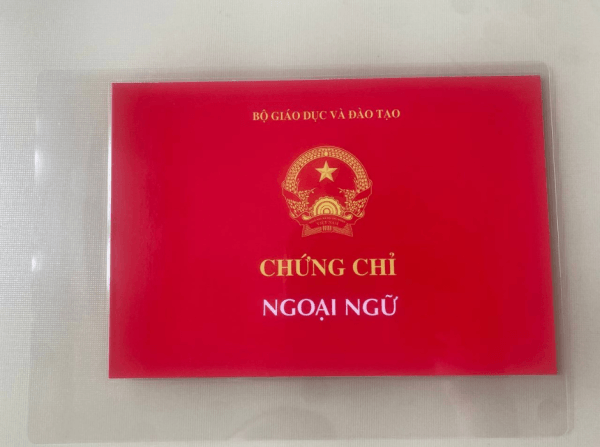 BỘ GIÁO DỤC VÀ ĐÀO TẠO
CHỨNG CHỈ
NGOẠI NGỮ